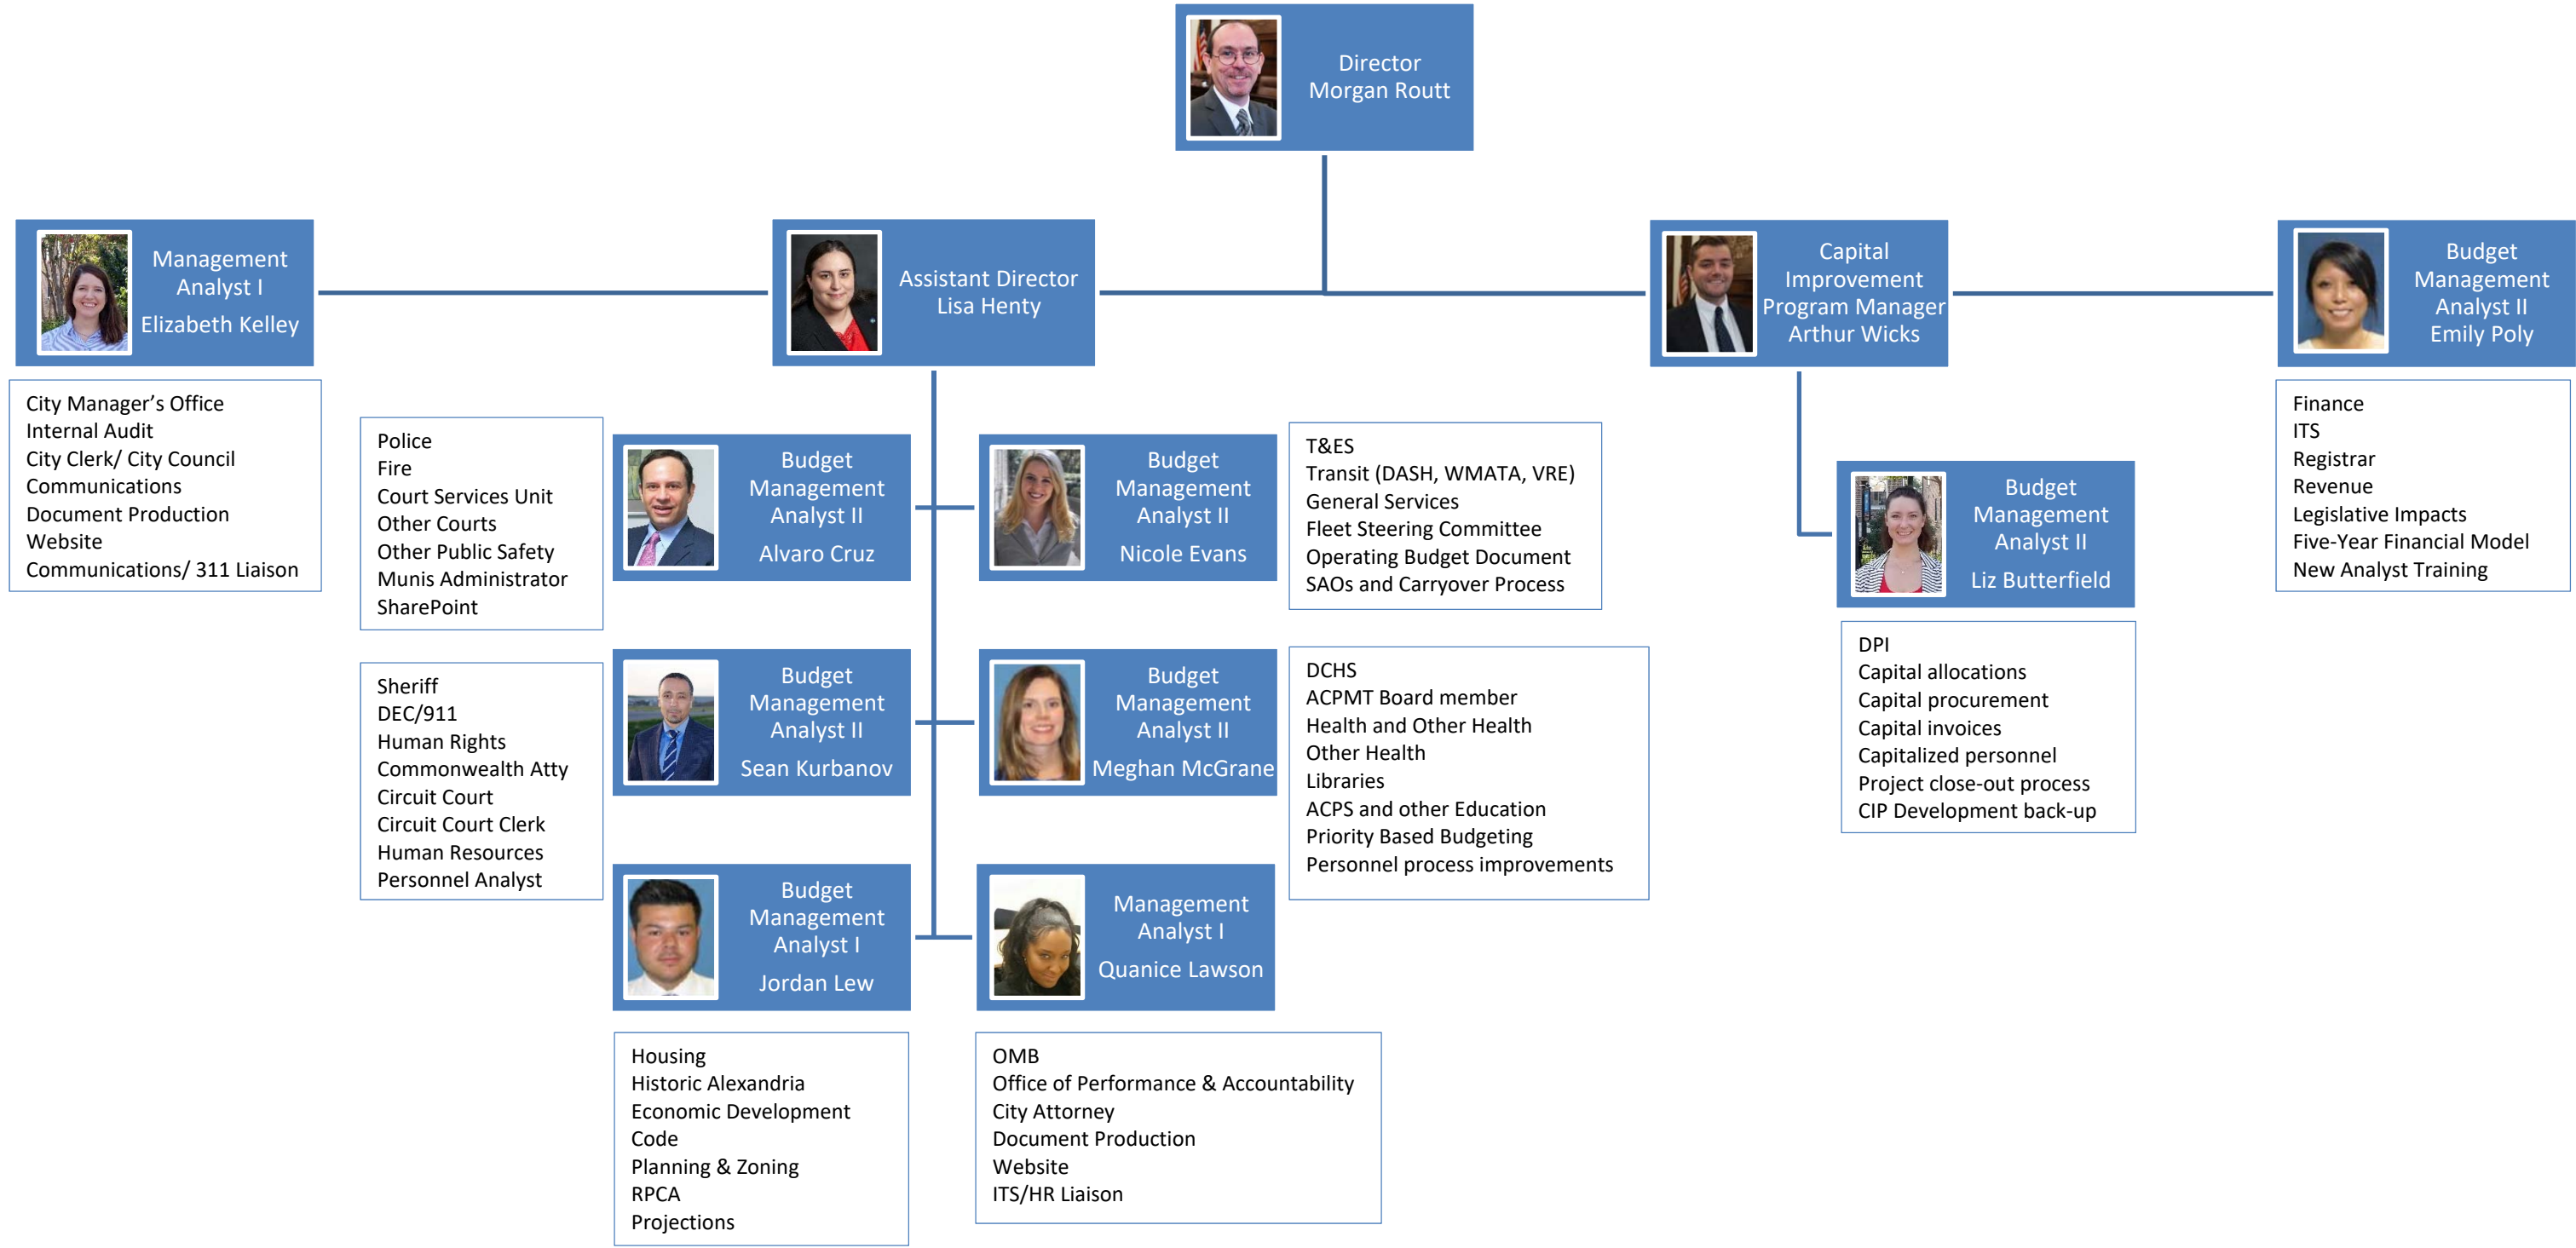 Director
Morgan Routt
Management
Analyst I
Elizabeth Kelley
Assistant Director
Lisa Henty
Capital
Improvement
Program Manager
Arthur Wicks
Budget
Management
Analyst II
Emily Poly
City Manager’s Office
Internal Audit
City Clerk/ City Council
Communications
Document Production
Website
Communications/ 311 Liaison
Police
Fire
Court Services Unit
Other Courts
Other Public Safety
Munis Administrator
SharePoint
Budget
Management
Analyst II
Alvaro Cruz
Budget
Management
Analyst II
Nicole Evans
T&ES
Transit (DASH, WMATA, VRE)
General Services
Fleet Steering Committee
Operating Budget Document
SAOs and Carryover Process
Budget
Management
Analyst II
Liz Butterfield
Finance
ITS
Registrar
Revenue
Legislative Impacts
Five-Year Financial Model
New Analyst Training
Sheriff
DEC/911
Human Rights
Commonwealth Atty
Circuit Court
Circuit Court Clerk
Human Resources
Personnel Analyst
Budget
Management
Analyst II
Sean Kurbanov
Budget
Management
Analyst II
Meghan McGrane
DCHS
ACPMT Board member
Health and Other Health
Other Health
Libraries
ACPS and other Education
Priority Based Budgeting
Personnel process improvements
DPI
Capital allocations
Capital procurement
Capital invoices
Capitalized personnel
Project close-out process
CIP Development back-up
Budget
Management
Analyst I
Jordan Lew
Management
Analyst I
Quanice Lawson
Housing
Historic Alexandria
Economic Development
Code
Planning & Zoning
RPCA
Projections
OMB
Office of Performance & Accountability
City Attorney
Document Production
Website
ITS/HR Liaison